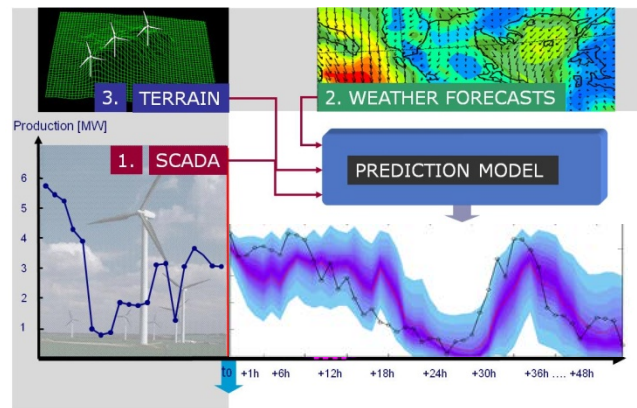 3. TERRAIN
2. WEATHER FORECASTS
Production [MW]
1. SCADA
PREDICTION MODEL
6
5
4
3
2
1
to +1h +6h +12h +18h +24h +30h +36h .... +48h